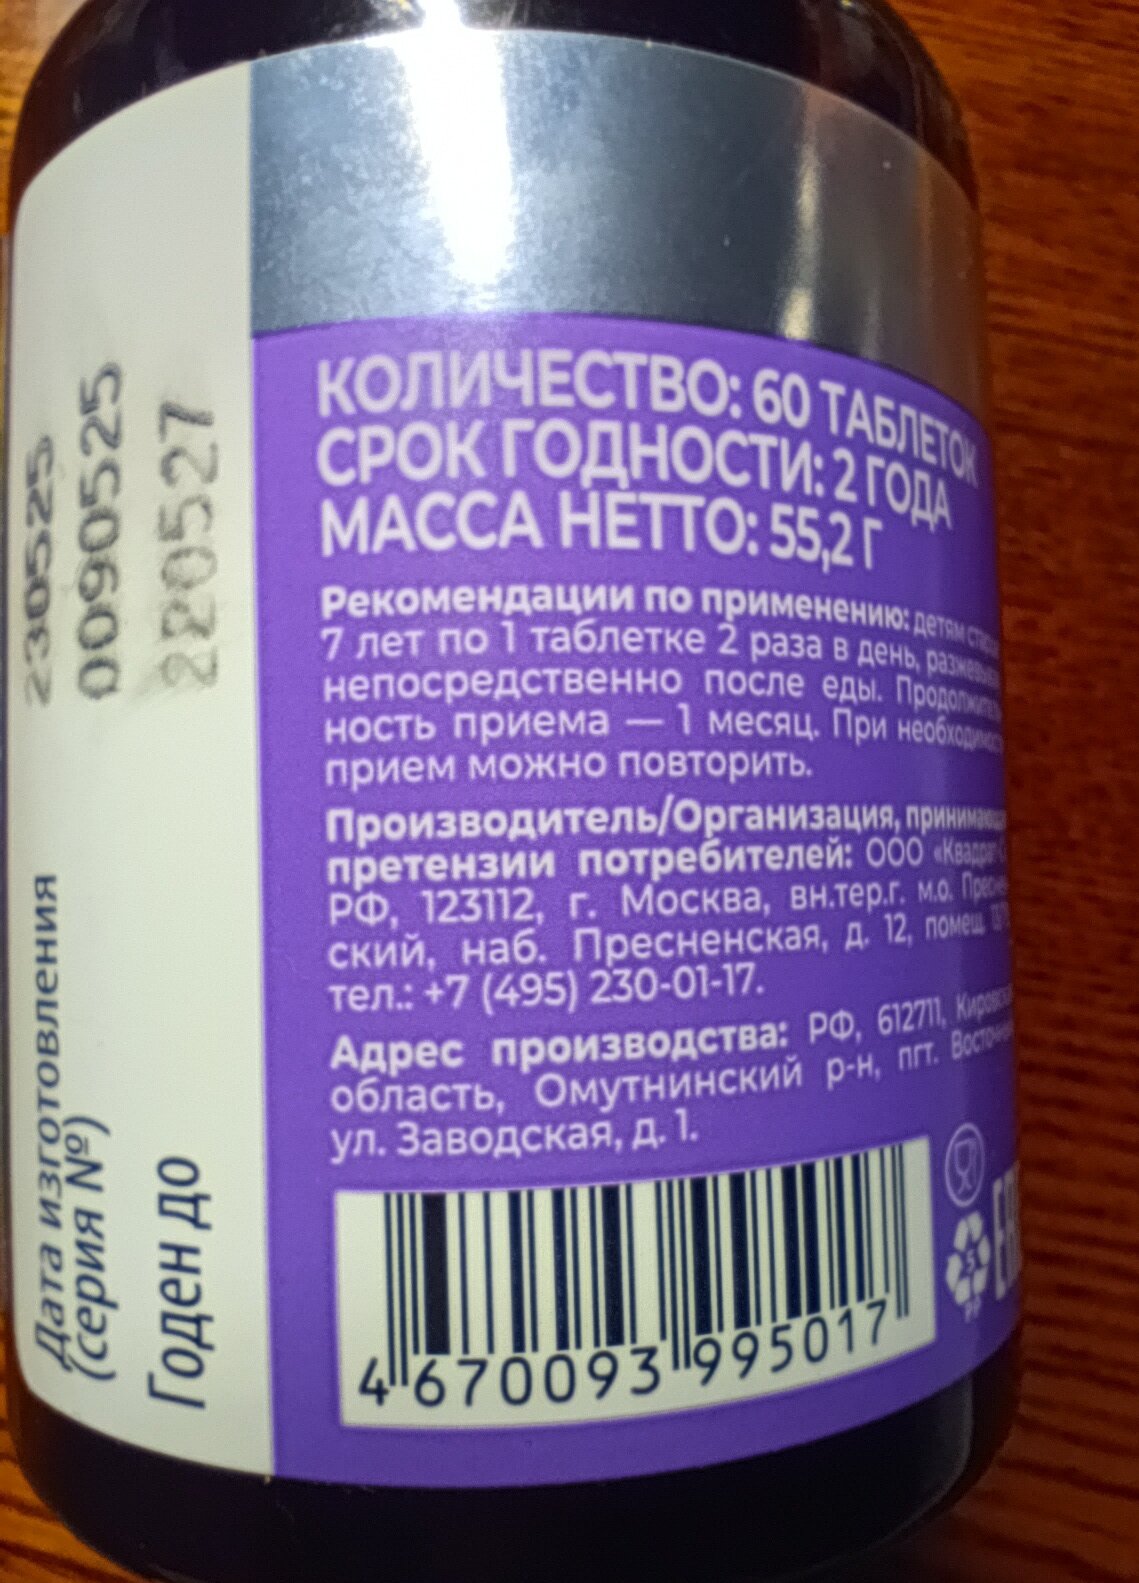 КОЛИЧЕСТВО: 60 ТАБЛЕТОК
СРОК ГОДНОСТИ: 2 ГОДА
МАССА НЕТТО: 55,2 Г
Рекомендации по применению: детям
7 лет по 1 таблетке 2 раза в день,
непосредственно после еды.
ность приема — 1 месяц. При
прием можно повторить.
Производитель/Организация,
претензии потребителей: ООО
РФ, 123112, г. Москва, вн.тер.г. м.о.
ский, наб. Пресненская, д. 12, помещ.
тел.: +7 (495) 230-01-17.
Адрес производства: РФ, 612711,
область, Омутнинский р-н, пгт.
ул. Заводская, д. 1.
4 670093 995017
5
PP
Дата изготовления 230525
(серия №) 0090525
Годен до 220527